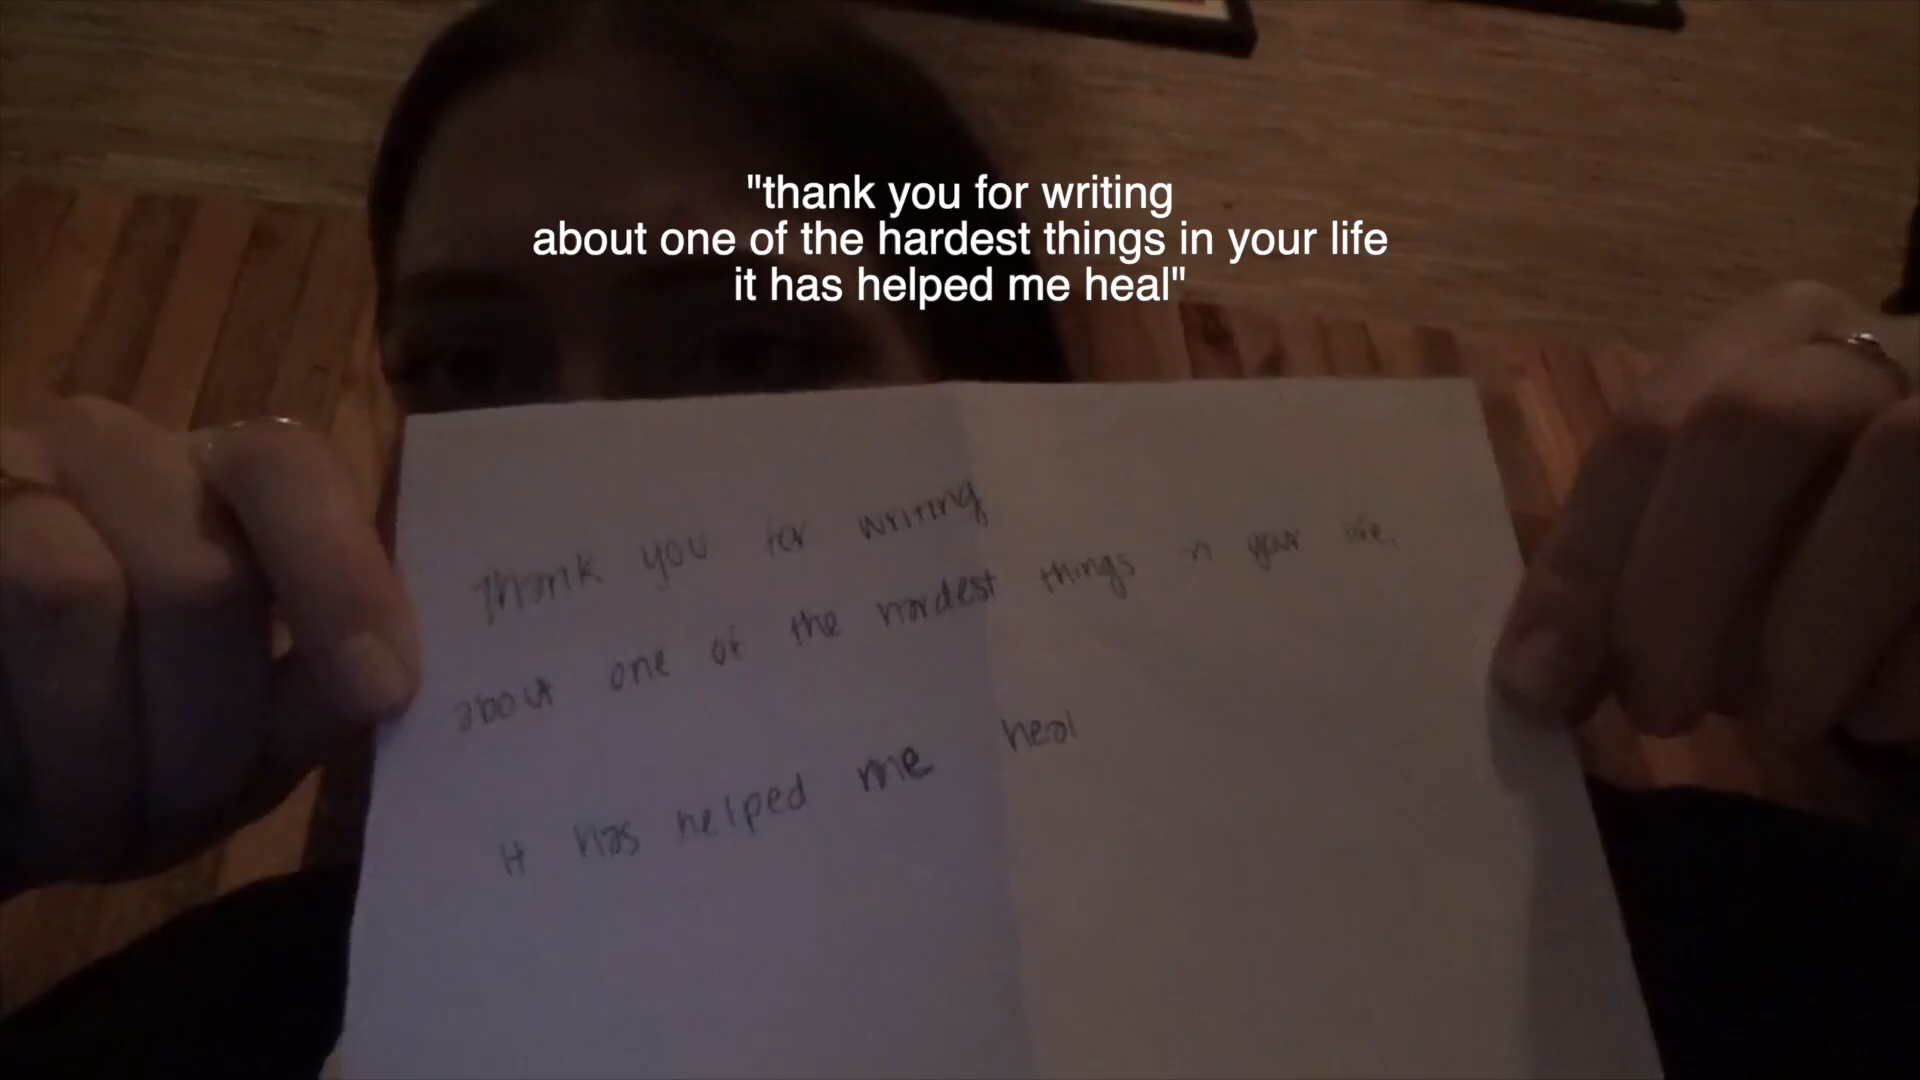 "thank you for writing
about one of the hardest things in your life
it has helped me heal"
Thank you for writing
about one of the hardest things in your life.
It has helped me heal